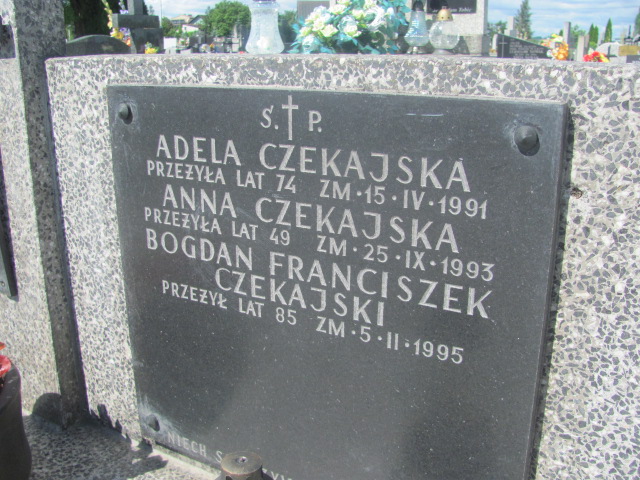 Ś. P.
ADELA CZEKAJSKA
PRZEŻYŁA LAT 74 ZM·15·IV·1991
ANNA CZEKAJSKA
PRZEŻYŁA LAT 49 ZM·25·IX·1993
BOGDAN FRANCISZEK
CZEKAJSKI
PRZEŻYŁ LAT 85 ZM·5·II·1995
NIECH